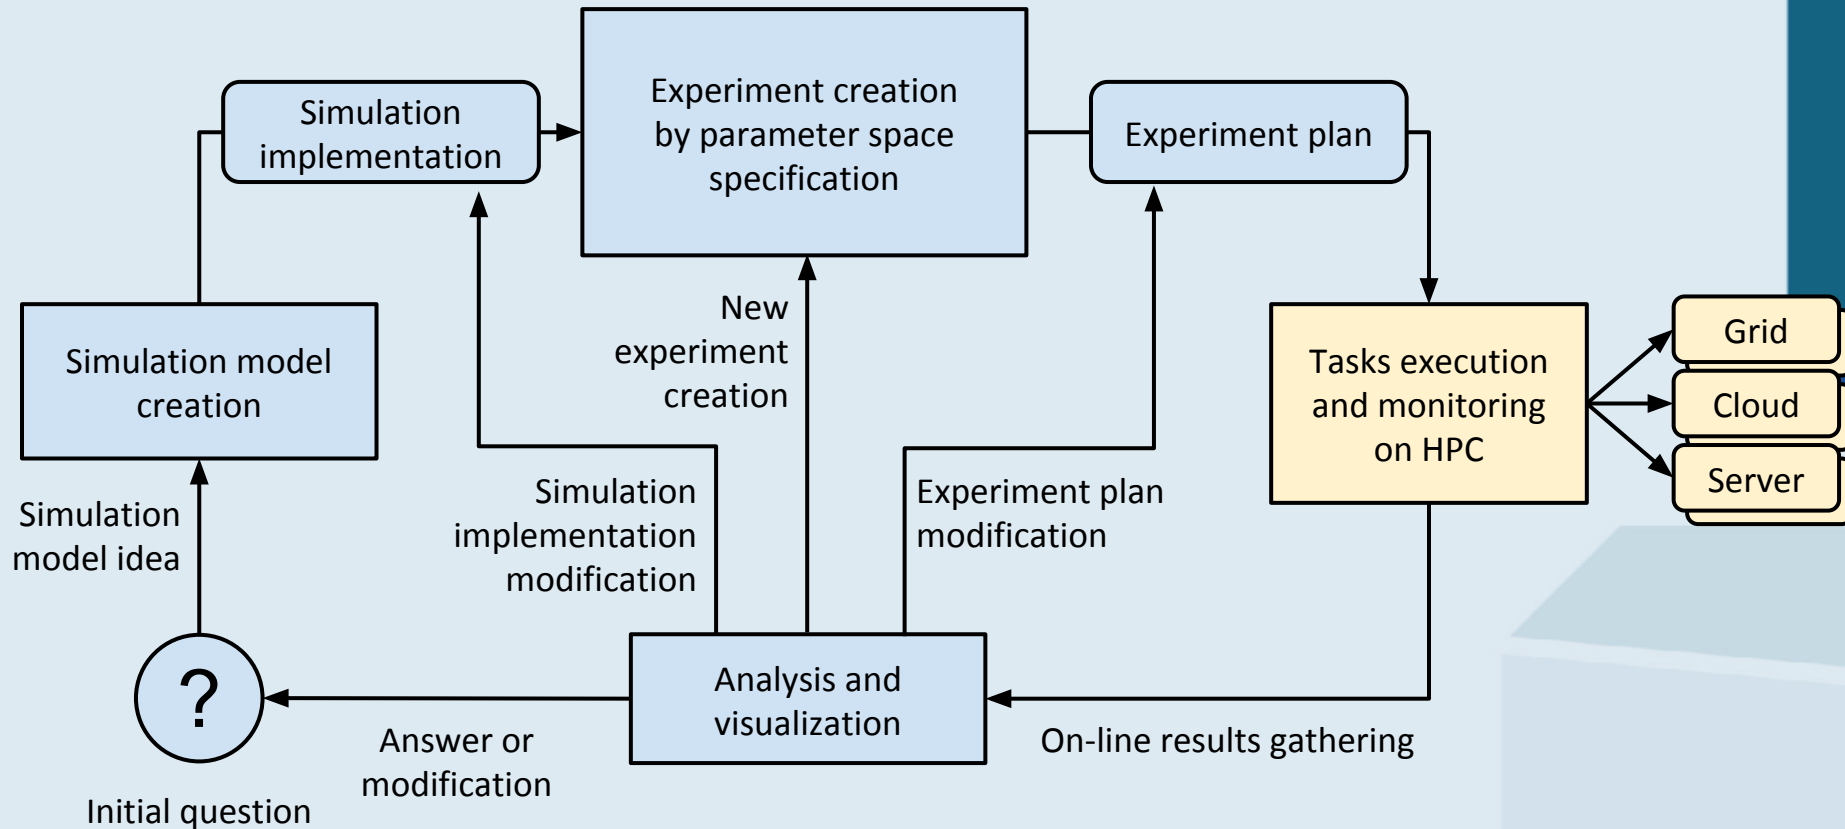 Simulation
implementation
Experiment creation
by parameter space
specification
Experiment plan
Simulation model
creation
New
experiment
creation
Tasks execution
and monitoring
on HPC
Grid
Cloud
Server
Simulation
model idea
Simulation
implementation
modification
Experiment plan
modification
?
Analysis and
visualization
Answer or
modification
On-line results gathering
Initial question